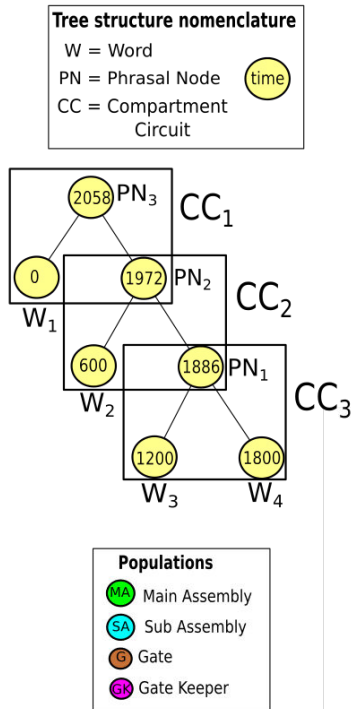 Tree structure nomenclature
W = Word
PN = Phrasal Node
time
CC = Compartment
Circuit
2058
PN3
CC1
0
1972
PN2
W1
CC2
600
1886
PN1
W2
CC3
1200
1800
W3
W4
Populations
MA Main Assembly
SA Sub Assembly
G Gate
GK Gate Keeper